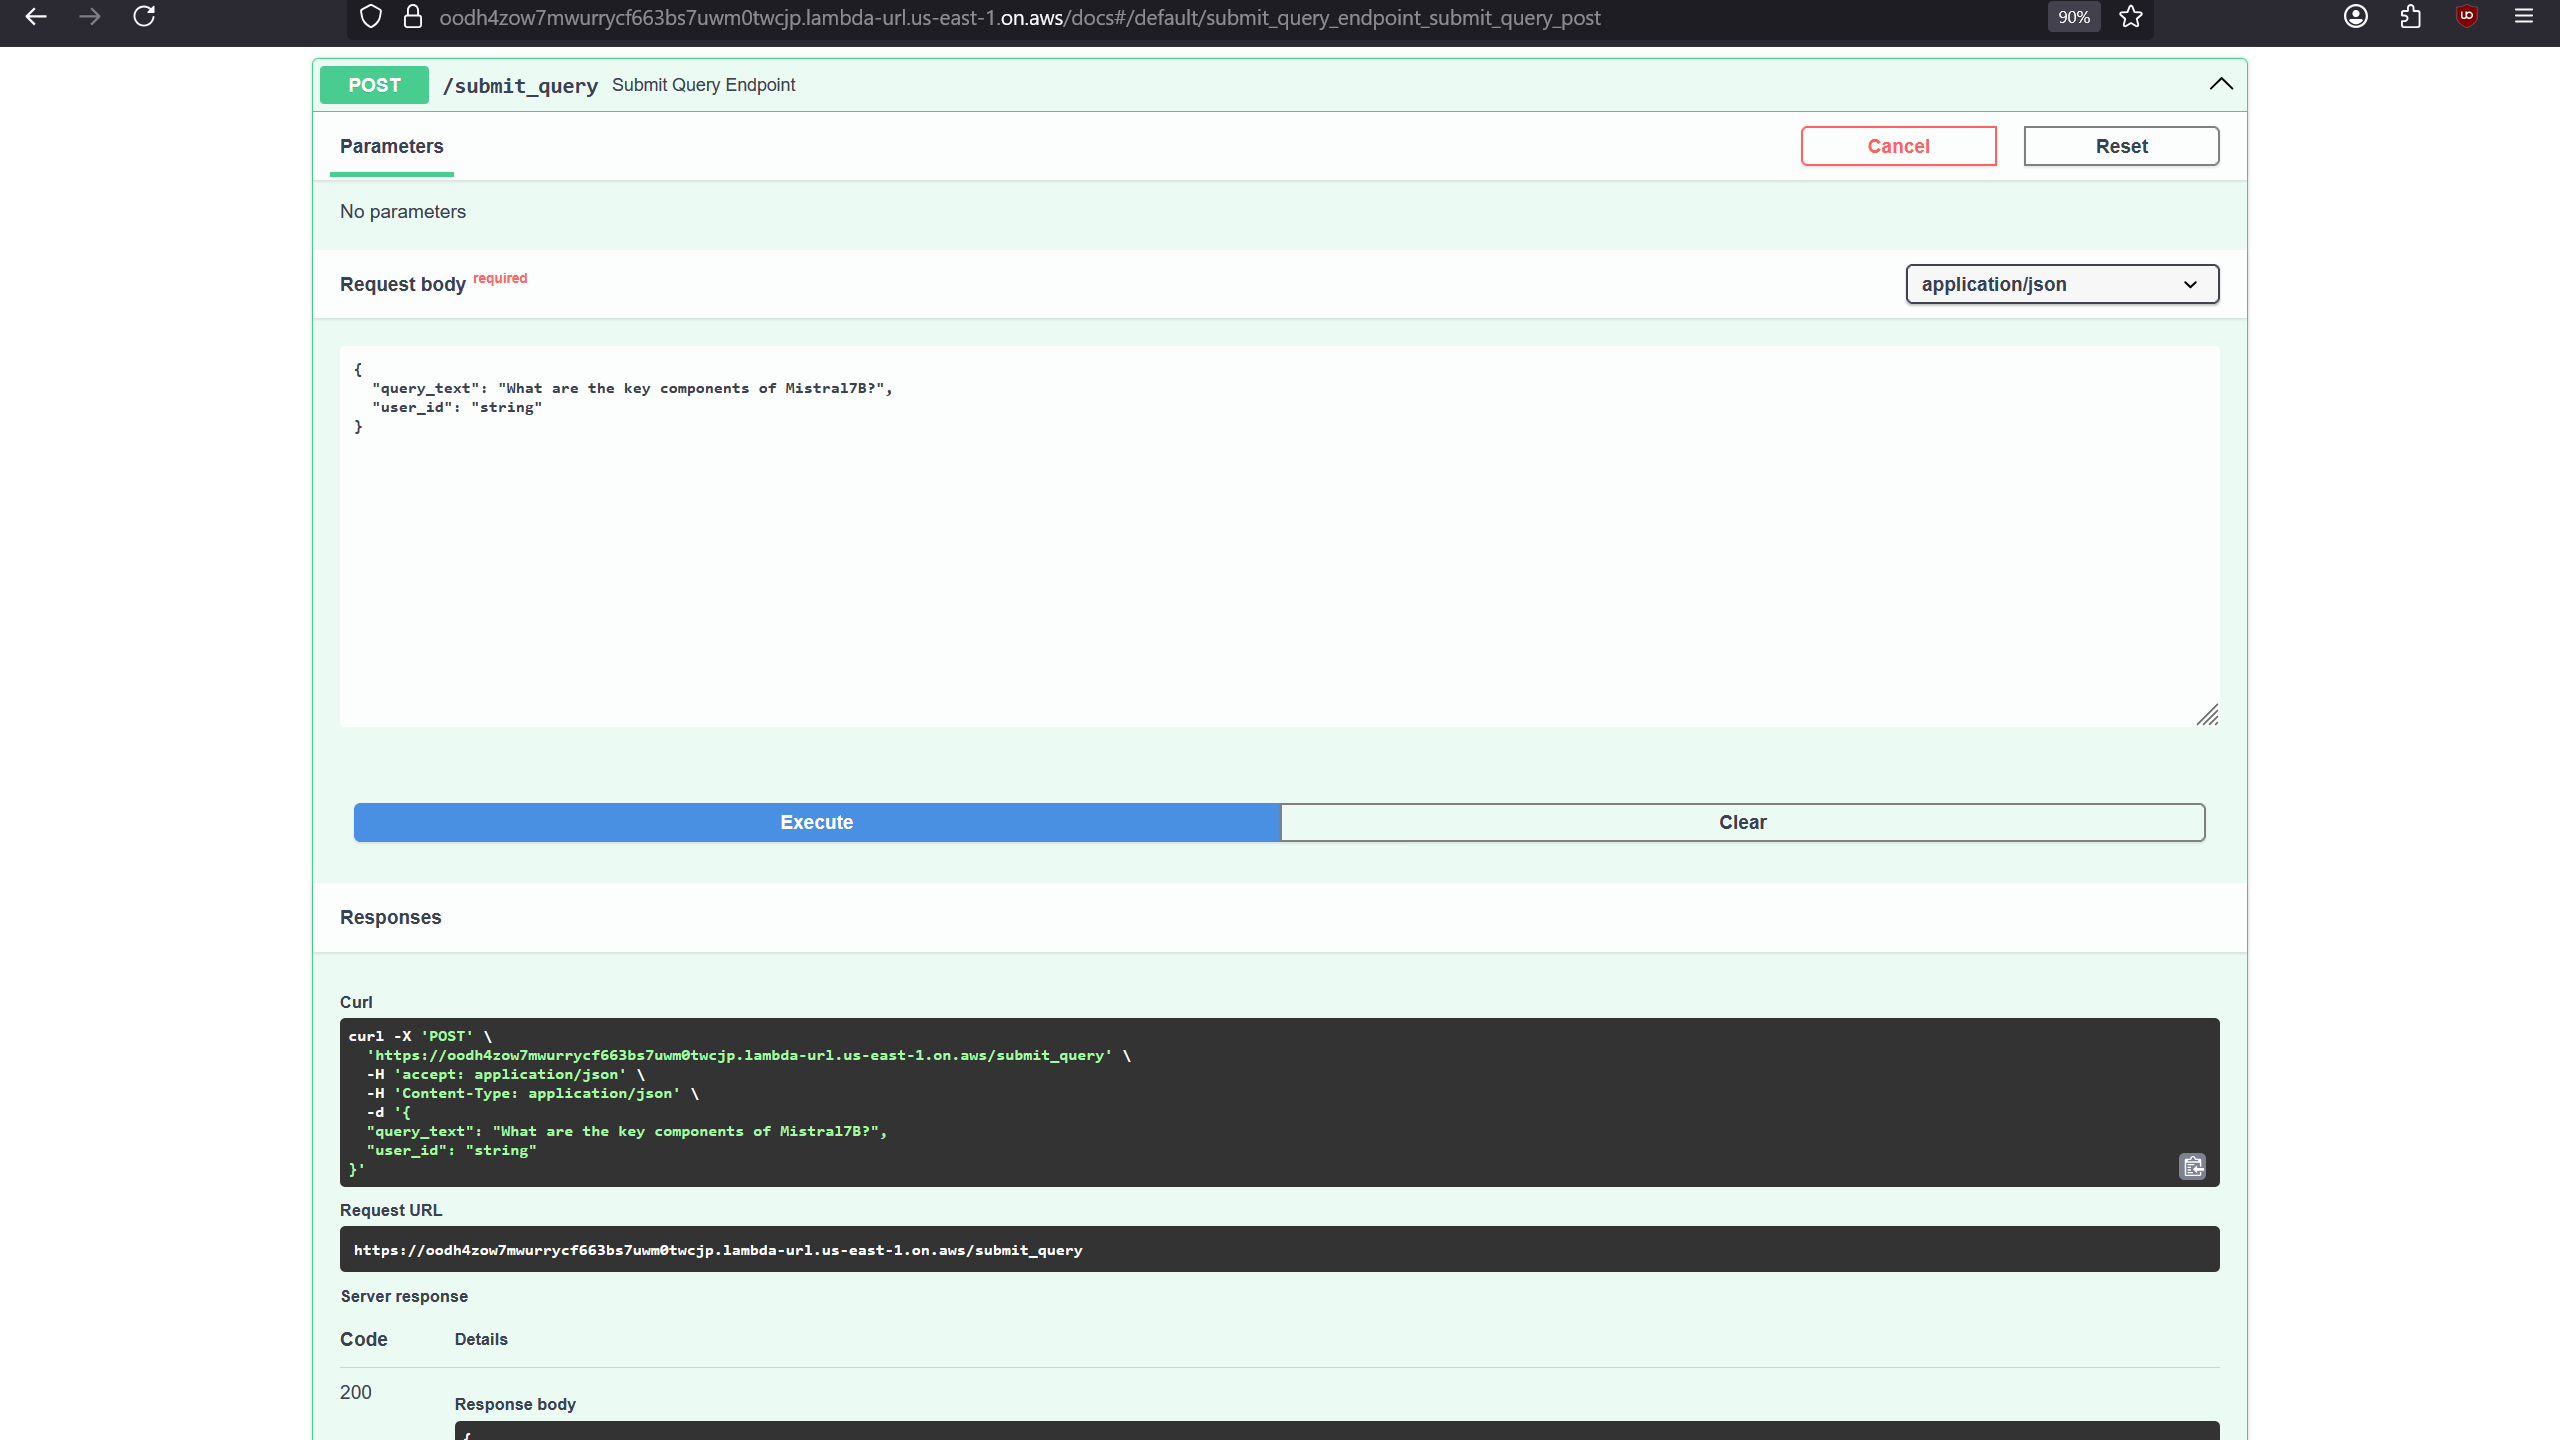 oodh4zow7mwurrycf663bs7uwm0twcjp.lambda-url.us-east-1.on.aws/docs#/default/submit_query_endpoint_submit_query_post
90%
POST /submit_query Submit Query Endpoint
Parameters
Cancel
Reset
No parameters
Request body required
application/json
{
"query_text": "What are the key components of Mistral7B?",
"user_id": "string"
}
Execute
Clear
Responses
Curl
curl -X 'POST' \
'https://oodh4zow7mwurrycf663bs7uwm0twcjp.lambda-url.us-east-1.on.aws/submit_query' \
-H 'accept: application/json' \
-H 'Content-Type: application/json' \
-d '{
"query_text": "What are the key components of Mistral7B?",
"user_id": "string"
}'
Request URL
https://oodh4zow7mwurrycf663bs7uwm0twcjp.lambda-url.us-east-1.on.aws/submit_query
Server response
Code Details
200
Response body
{